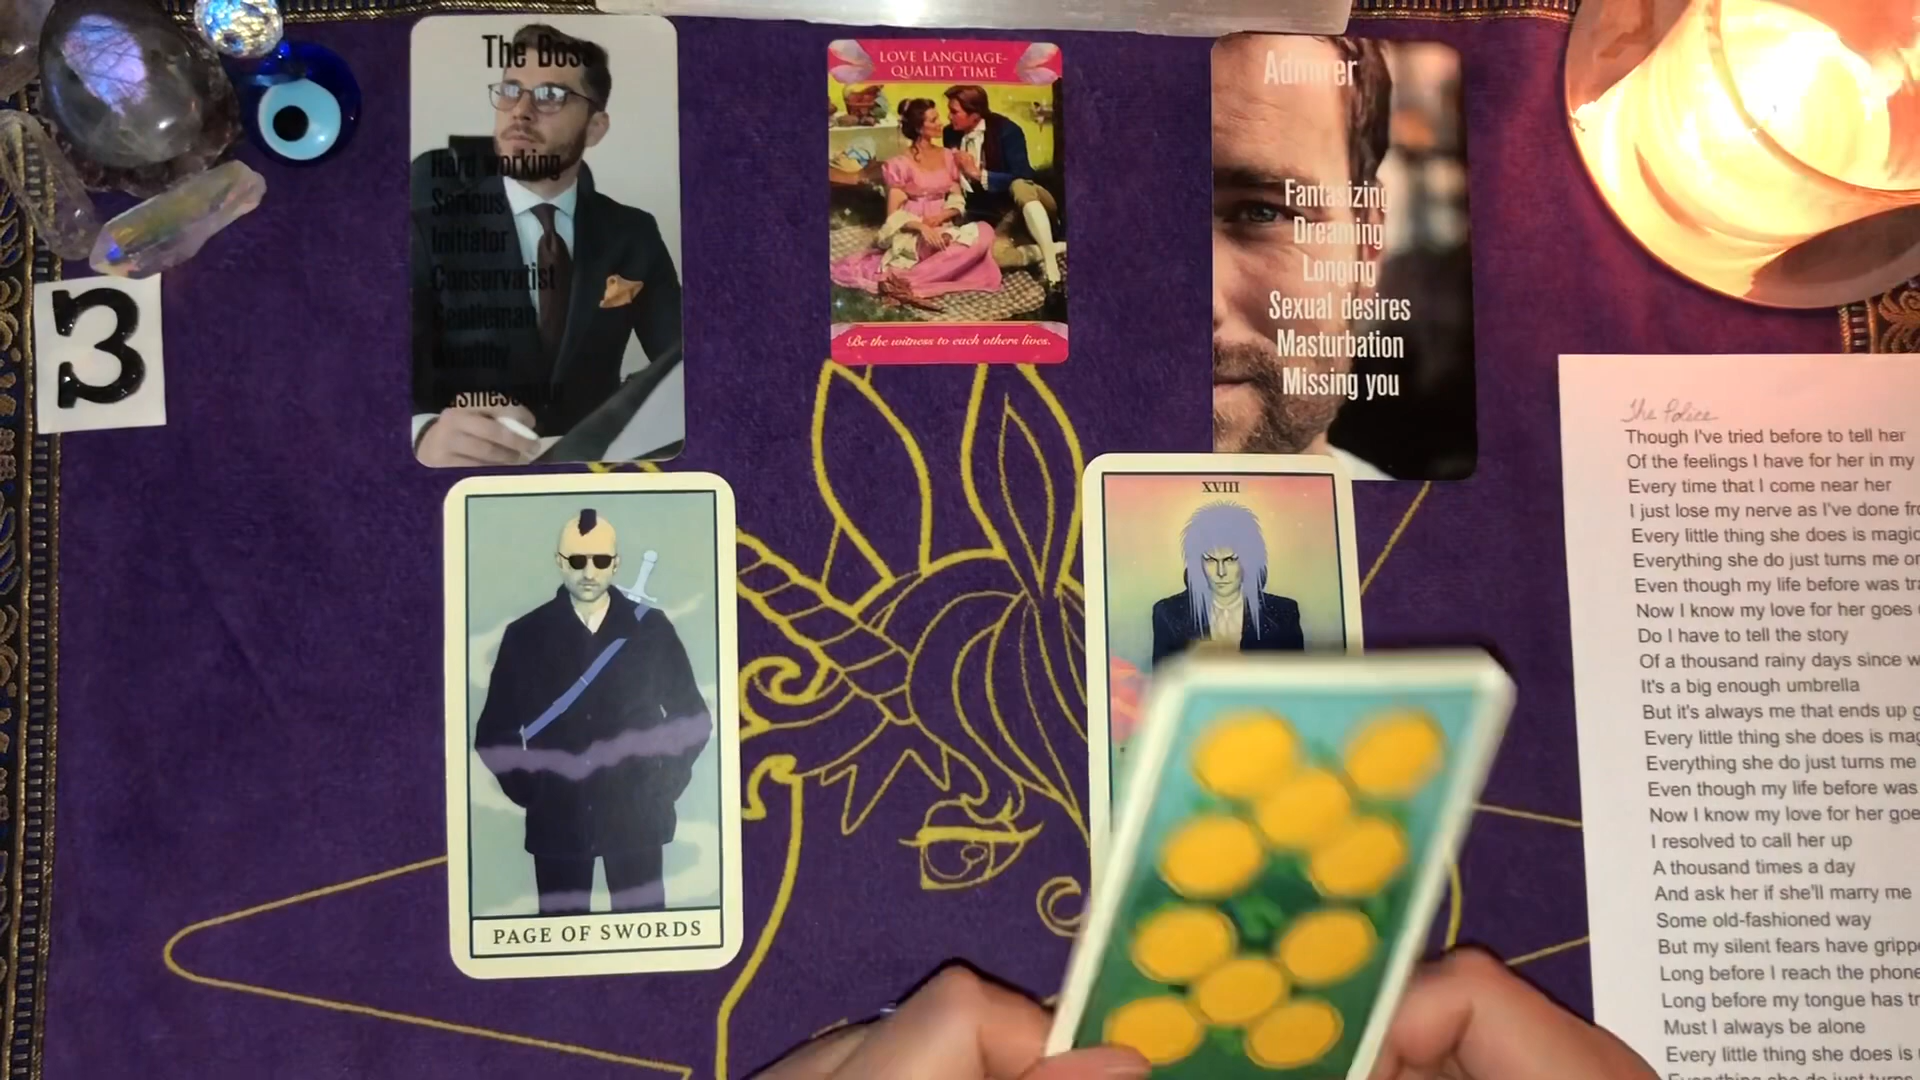 The Boss
Hard working
Serious
Initiator
Conservatist
Gentleman
Wealthy
LOVE LANGUAGE-
QUALITY TIME
Be the witness to each others lives.
Admirer
Fantasizing
Dreaming
Longing
Sexual desires
Masturbation
Missing you
3
PAGE OF SWORDS
XVIII
The Police
Though I've tried before to tell her
Of the feelings I have for her in my
Every time that I come near her
I just lose my nerve as I've done
Every little thing she does is magic
Everything she do just turns me
Even though my life before was
Now I know my love for her goes
Do I have to tell the story
Of a thousand rainy days since
It's a big enough umbrella
But it's always me that ends up
Every little thing she does is
Everything she do just turns me
Even though my life before was
Now I know my love for her
I resolved to call her up
A thousand times a day
And ask her if she'll marry me
Some old-fashioned way
But my silent fears have
Long before I reach the phone
Long before my tongue has
Must I always be alone
Every little thing she does is